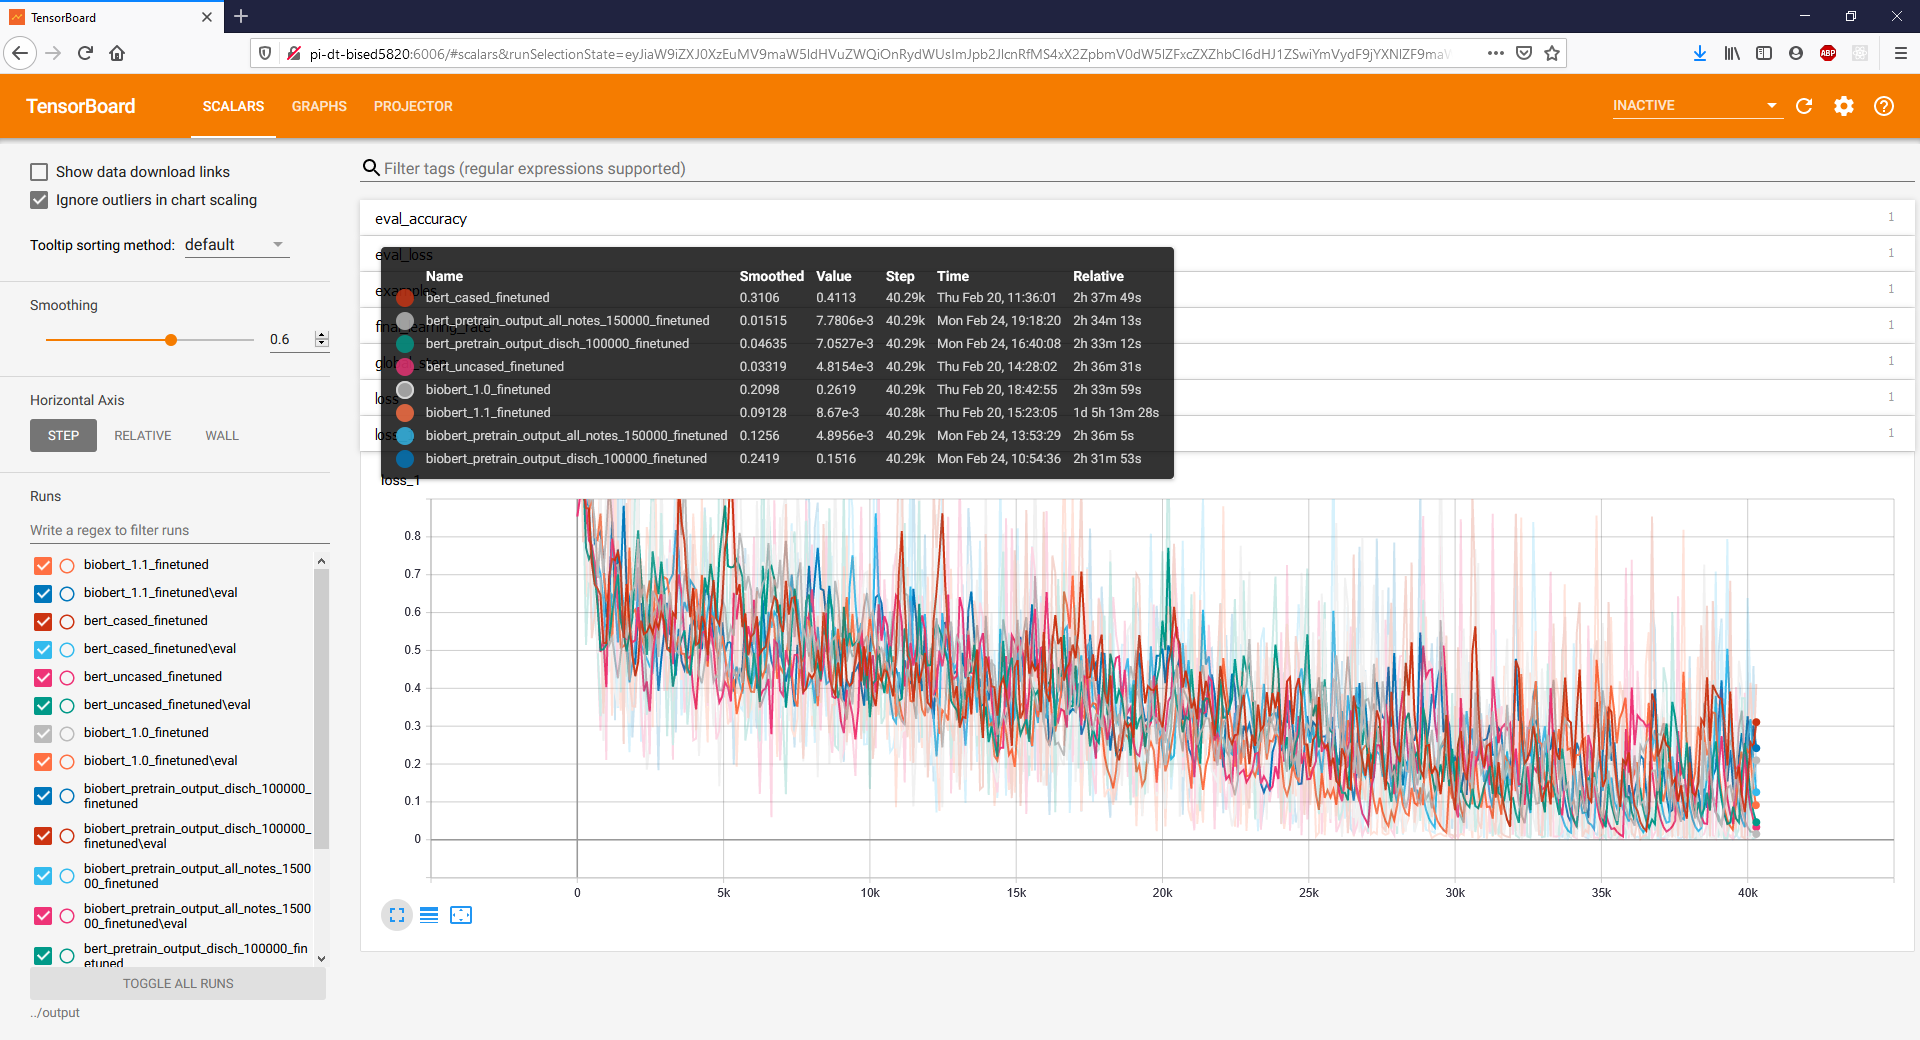 TensorBoard
pi-dt-bised5820:6006/#scalars&runSelectionState=
TensorBoard
SCALARS
GRAPHS
PROJECTOR
INACTIVE
Show data download links
Ignore outliers in chart scaling
Tooltip sorting method: default
Smoothing
0.6
Horizontal Axis
STEP RELATIVE WALL
Runs
Write a regex to filter runs
biobert_1.1_finetuned
biobert_1.1_finetuned\eval
bert_cased_finetuned
bert_cased_finetuned\eval
bert_uncased_finetuned
bert_uncased_finetuned\eval
biobert_1.0_finetuned
biobert_1.0_finetuned\eval
biobert_pretrain_output_disch_100000_
finetuned
biobert_pretrain_output_disch_100000_
finetuned\eval
biobert_pretrain_output_all_notes_1500
00_finetuned
biobert_pretrain_output_all_notes_1500
00_finetuned\eval
bert_pretrain_output_disch_100000_fin
etuned
TOGGLE ALL RUNS
../output
Filter tags (regular expressions supported)
eval_accuracy 1
eval_loss 1
examples 1
final_learning_rate 1
global_step 1
loss 1
loss 1
Name Smoothed Value Step Time Relative
bert_cased_finetuned 0.3106 0.4113 40.29k Thu Feb 20, 11:36:01 2h 37m 49s
bert_pretrain_output_all_notes_150000_finetuned 0.01515 7.7806e-3 40.29k Mon Feb 24, 19:18:20 2h 34m 13s
bert_pretrain_output_disch_100000_finetuned 0.04635 7.0527e-3 40.29k Mon Feb 24, 16:40:08 2h 33m 12s
bert_uncased_finetuned 0.03319 4.8154e-3 40.29k Thu Feb 20, 14:28:02 2h 36m 31s
biobert_1.0_finetuned 0.2098 0.2619 40.29k Thu Feb 20, 18:42:55 2h 33m 59s
biobert_1.1_finetuned 0.09128 8.67e-3 40.28k Thu Feb 20, 15:23:05 1d 5h 13m 28s
biobert_pretrain_output_all_notes_150000_finetuned 0.1256 4.8956e-3 40.29k Mon Feb 24, 13:53:29 2h 36m 5s
biobert_pretrain_output_disch_100000_finetuned 0.2419 0.1516 40.29k Mon Feb 24, 10:54:36 2h 31m 53s
loss_1
0.8
0.7
0.6
0.5
0.4
0.3
0.2
0.1
0
0 5k 10k 15k 20k 25k 30k 35k 40k
ABP